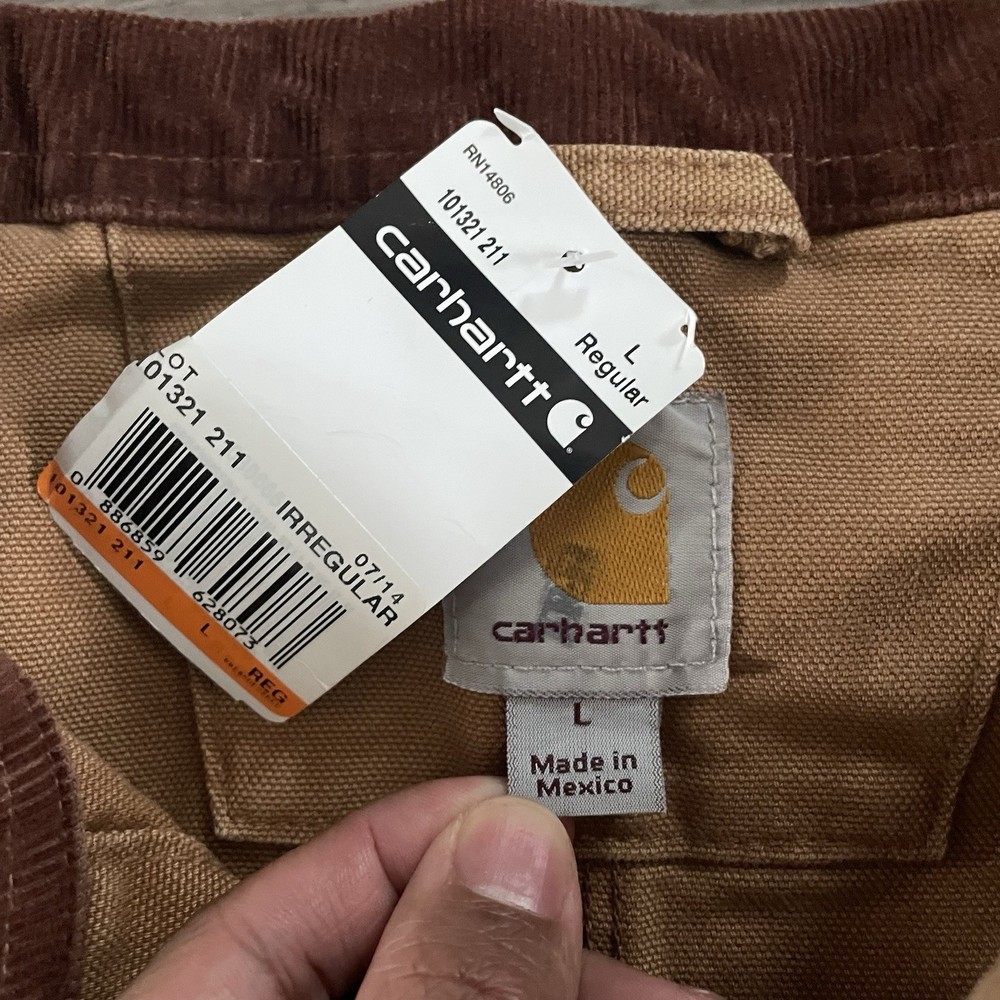 RN14806
101321 211
carhartt
L
Regular
LOT
101321 211
IRREGULAR
07/14
0 886859 628073
101321 211
L
REG
carhartt
L
Made in
Mexico